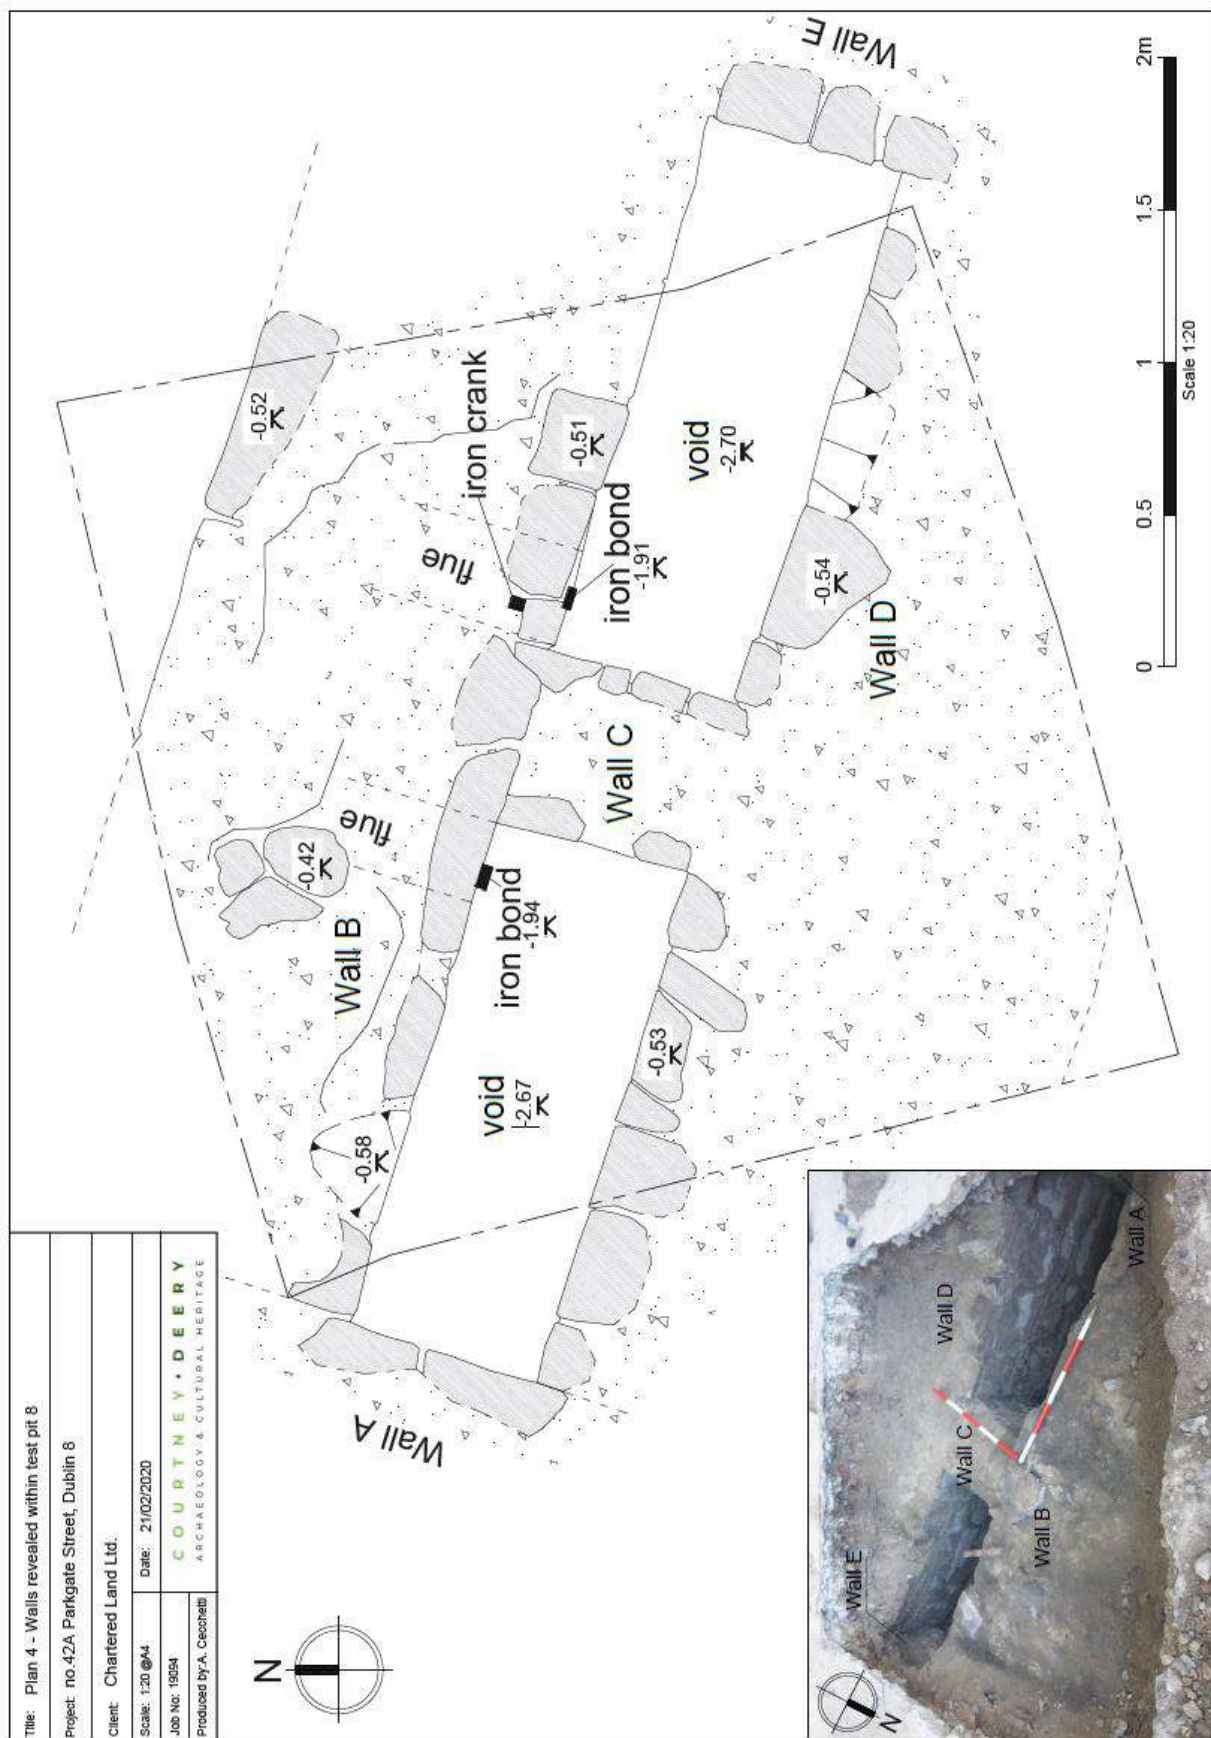 Title: Plan 4 - Walls revealed within test pit 8
Project: no.42A Parkgate Street, Dublin 8
Client: Chartered Land Ltd.
Scale: 1:20 @A4
Date: 21/02/2020
Job No: 19094
Produced by: A. Cecchetti
COURTNEY • DEERY
ARCHAEOLOGY & CULTURAL HERITAGE
N
Wall A
Wall B
Wall C
Wall D
Wall E
-0.58
-0.42
-0.52
flue
flue
iron crank
-0.51
iron bond
-1.94
iron bond
-1.91
void
-2.67
void
-2.70
-0.53
-0.54
0
0.5
1
1.5
2m
Scale 1:20
N
Wall E
Wall D
Wall C
Wall B
Wall A